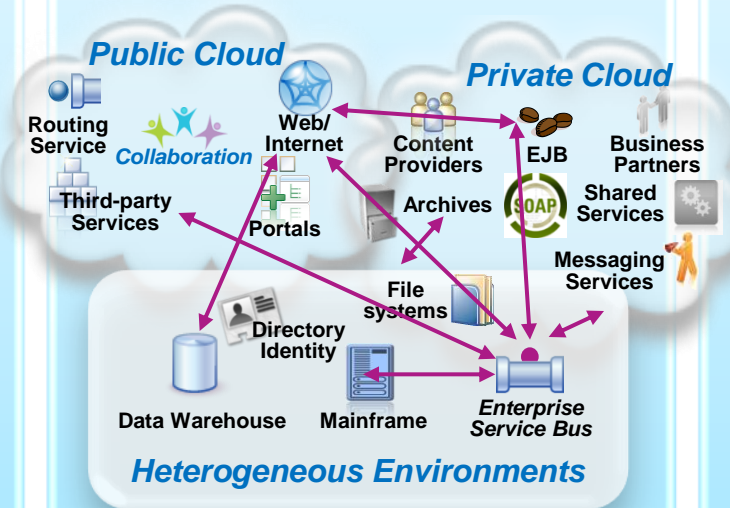 Public Cloud
Private Cloud
Routing
Service
Collaboration
Web/
Internet
Content
Providers
EJB
Business
Partners
Third-party
Services
Portals
Archives
SOAP
Shared
Services
Messaging
Services
File
systems
Directory
Identity
Data Warehouse
Mainframe
Enterprise
Service Bus
Heterogeneous Environments